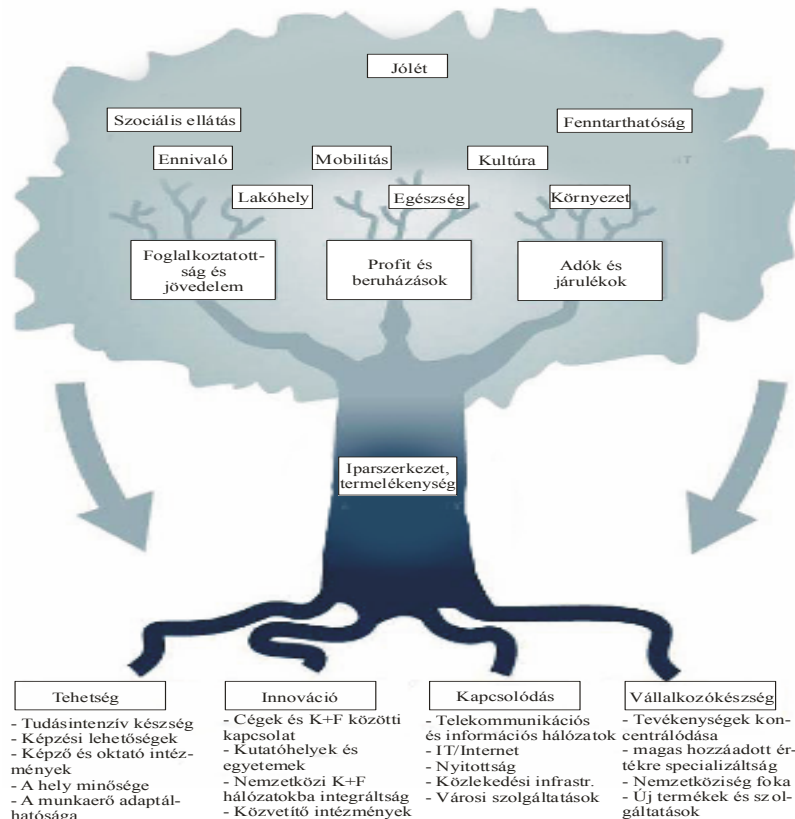 Jólét
Szociális ellátás
Fenntarthatóság
Ennivaló
Mobilitás
Kultúra
Lakóhely
Egészség
Környezet
Foglalkoztatott-
ság és
jövedelem
Profit és
beruházások
Adók és
járulékok
Iparszerkezet,
termelékenység
Tehetség
- Tudásintenzív készség
- Képzési lehetőségek
- Képző és oktató intéz-
mények
- A hely minősége
- A munkaerő adaptál-
hatósága
Innováció
- Cégek és K+F közötti
kapcsolat
- Kutatóhelyek és
egyetemek
- Nemzetközi K+F
hálózatokba integráltság
- Közvetítő intézmények
Kapcsolódás
- Telekommunikációs
és információs hálózatok
- IT/Internet
- Nyitottság
- Közlekedési infrastr.
- Városi szolgáltatások
Vállalkozókészség
- Tevékenységek kon-
centrálódása
- magas hozzáadott ér-
tékre specializáltság
- Nemzetköziség foka
- Új termékek és szol-
gáltatások